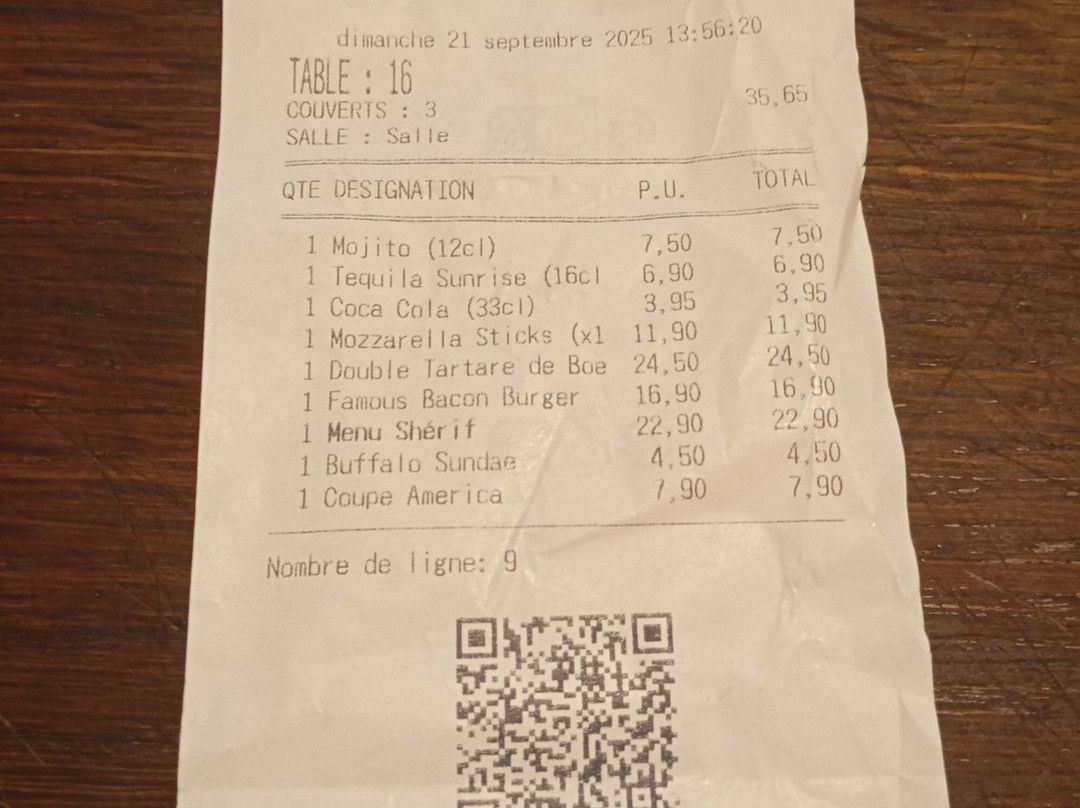 dimanche 21 septembre 2025 13:56:20
TABLE : 16
COUVERTS : 3 35,65
SALLE : Salle
QTE DESIGNATION P.U. TOTAL
1 Mojito (12cl) 7,50 7,50
1 Tequila Sunrise (16cl 6,90 6,90
1 Coca Cola (33cl) 3,95 3,95
1 Mozzarella Sticks (x1 11,90 11,90
1 Double Tartare de Boe 24,50 24,50
1 Famous Bacon Burger 16,90 16,90
1 Menu Shérif 22,90 22,90
1 Buffalo Sundae 4,50 4,50
1 Coupe America 7,90 7,90
Nombre de ligne: 9